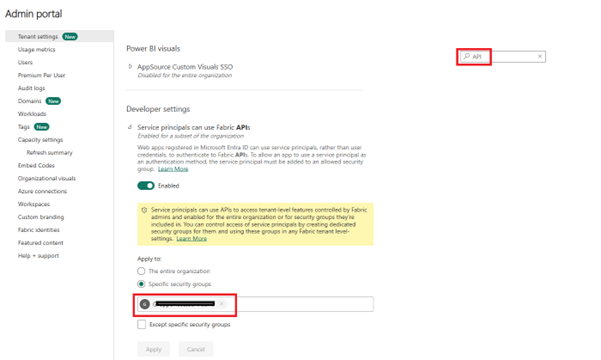 Admin portal
Tenant settings New
Usage metrics
Users
Premium Per User
Audit logs
Domains New
Workloads
Tags New
Capacity settings
Refresh summary
Embed Codes
Organizational visuals
Azure connections
Workspaces
Custom branding
Fabric identities
Featured content
Help + support
API
Power BI visuals
AppSource Custom Visuals SSO
Disabled for the entire organization
Developer settings
Service principals can use Fabric APIs
Enabled for a subset of the organization
Web apps registered in Microsoft Entra ID can use service principals, rather than user
credentials, to authenticate to Fabric APIs. To allow an app to use a service principal as
an authentication method, the service principal must be added to an allowed security
group. Learn More
Enabled
Service principals can use APIs to access tenant-level features controlled by Fabric
admins and enabled for the entire organization or for security groups they're
included in. You can control access of service principals by creating dedicated
security groups for them and using these groups in any Fabric tenant level-
settings. Learn More
Apply to:
The entire organization
Specific security groups
Except specific security groups
Apply
Cancel